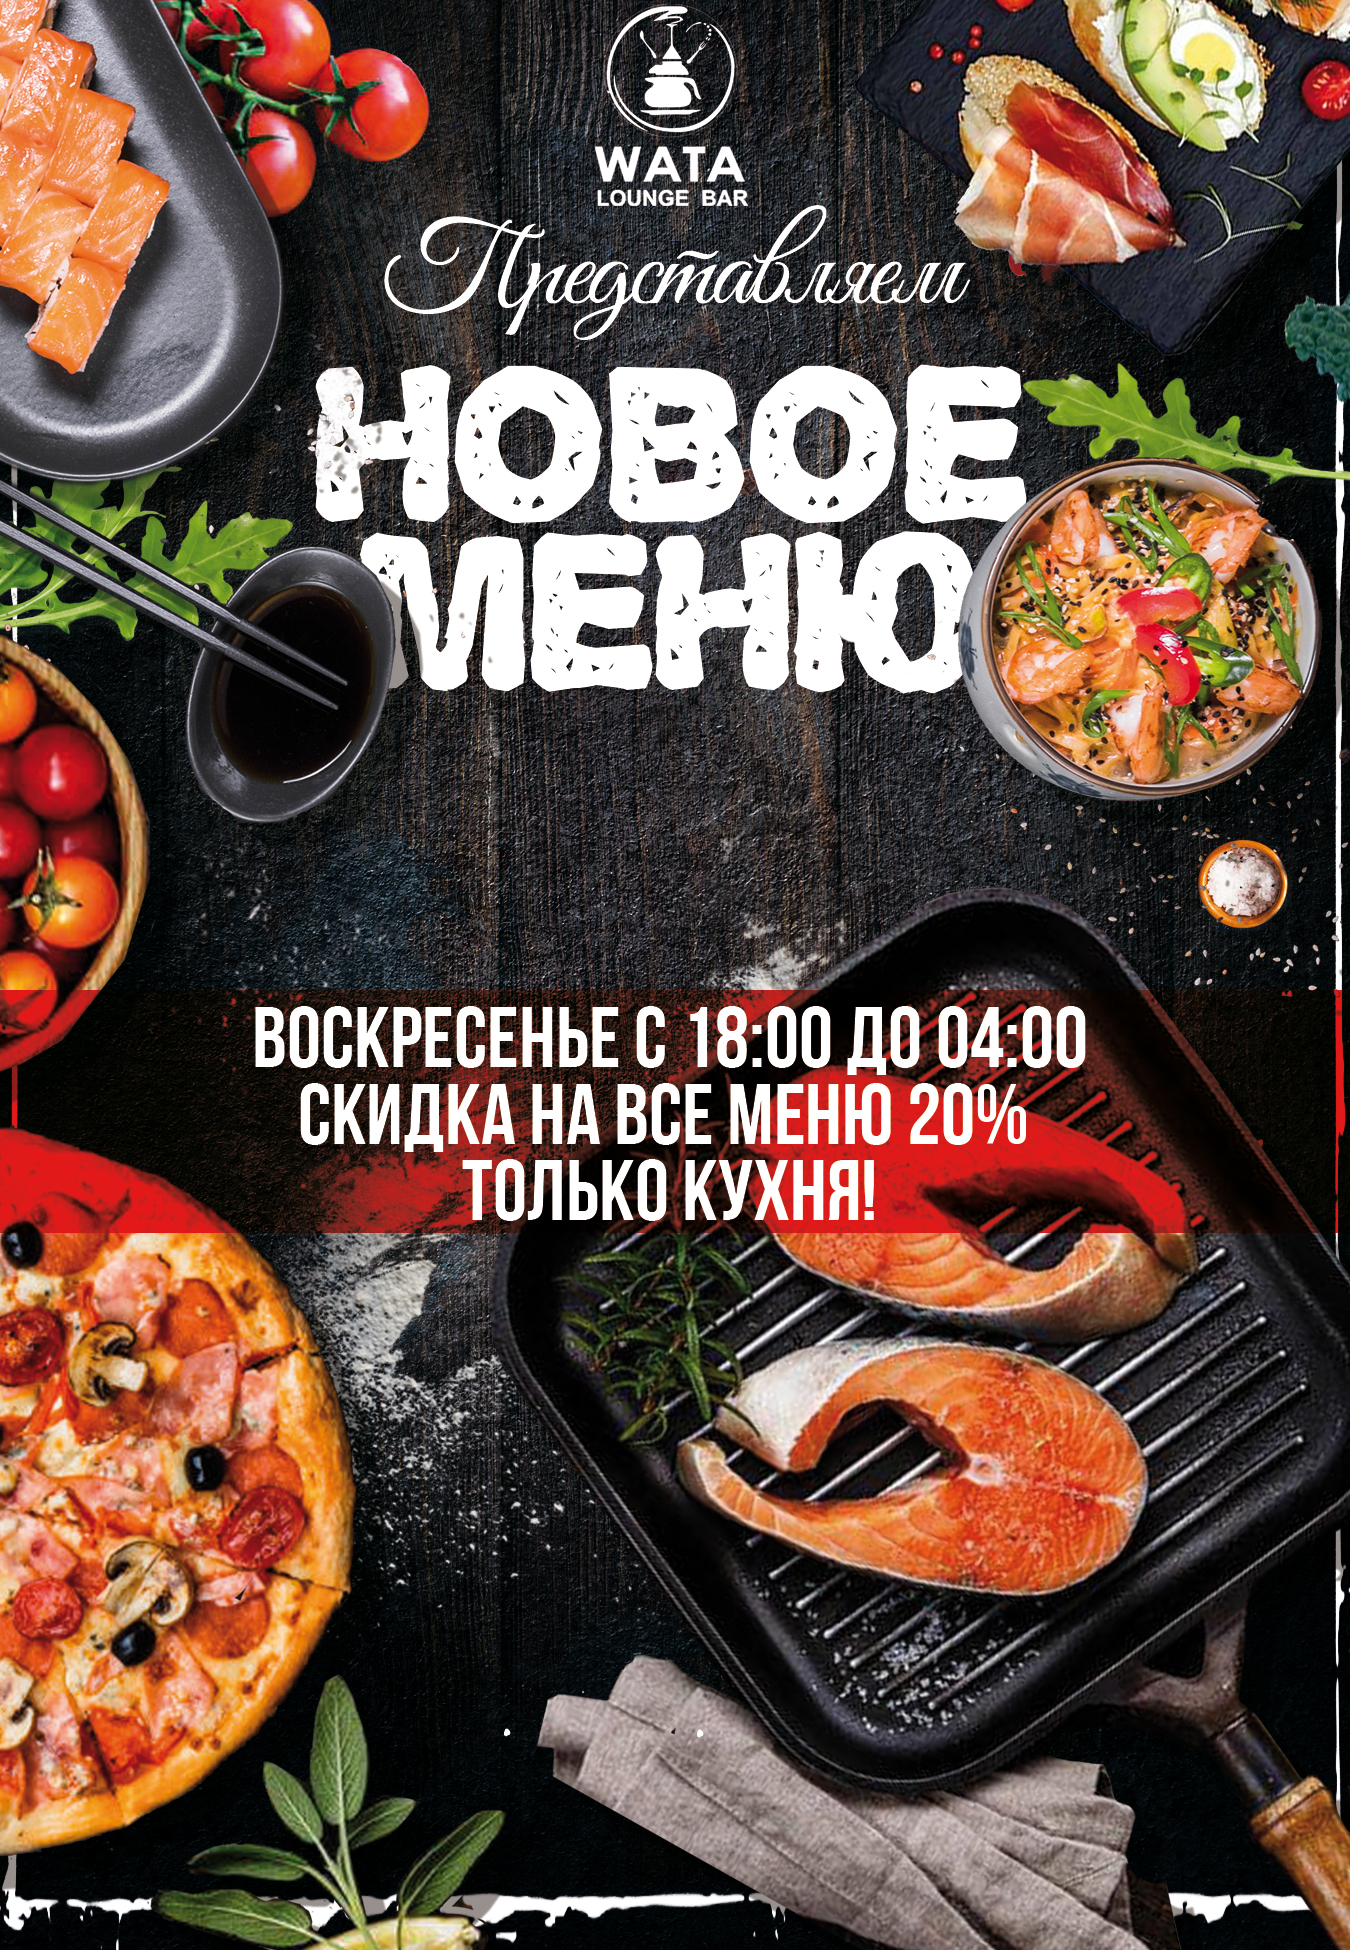 WATA
LOUNGE BAR
Представляем
НОВОЕ
МЕНЮ
ВОСКРЕСЕНЬЕ С 18:00 ДО 04:00
СКИДКА НА ВСЕ МЕНЮ 20%
ТОЛЬКО КУХНЯ!